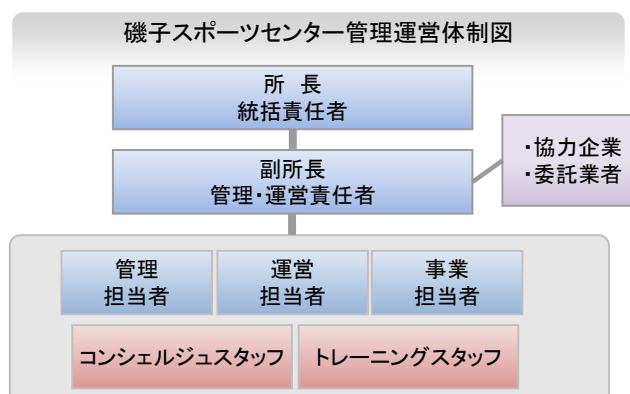 磯子スポーツセンター管理運営体制図
所 長
統括責任者
副所長
管理・運営責任者
・協力企業
・委託業者
管理
担当者
運営
担当者
事業
担当者
コンシェルジュスタッフ
トレーニングスタッフ